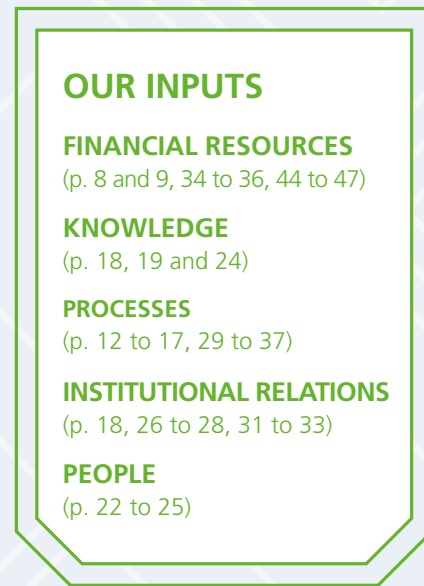 OUR INPUTS
FINANCIAL RESOURCES
(p. 8 and 9, 34 to 36, 44 to 47)
KNOWLEDGE
(p. 18, 19 and 24)
PROCESSES
(p. 12 to 17, 29 to 37)
INSTITUTIONAL RELATIONS
(p. 18, 26 to 28, 31 to 33)
PEOPLE
(p. 22 to 25)